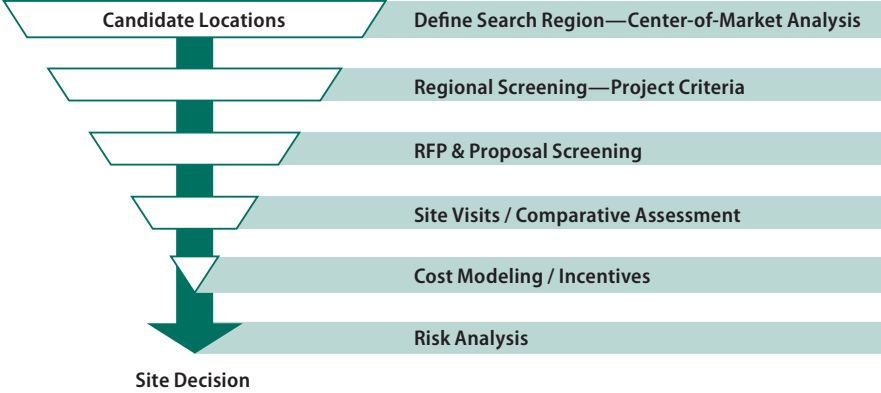 Candidate Locations
Define Search Region—Center-of-Market Analysis
Regional Screening—Project Criteria
RFP & Proposal Screening
Site Visits / Comparative Assessment
Cost Modeling / Incentives
Risk Analysis
Site Decision